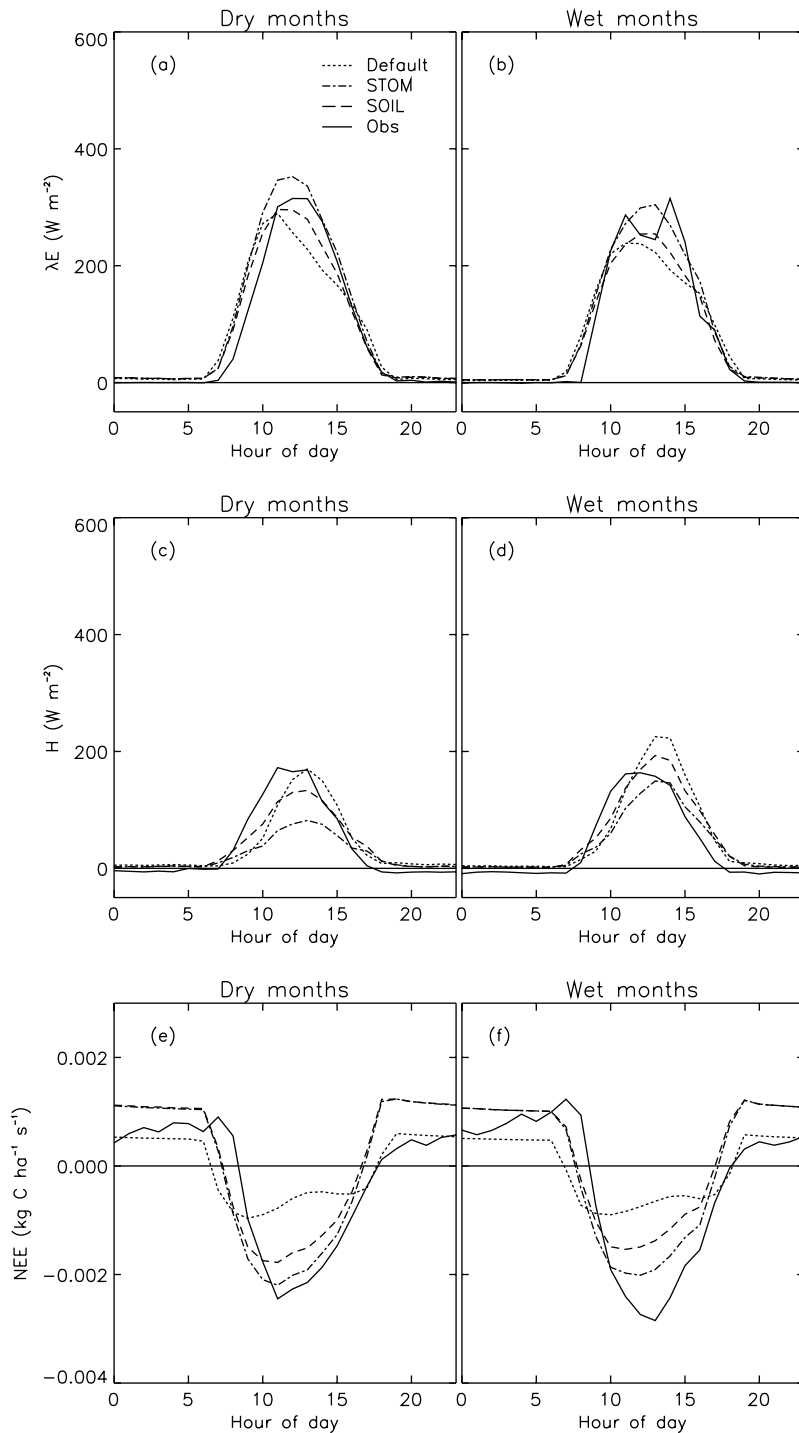 Dry months
Wet months
600
400
200
0
λE (W m⁻²)
(a)
Default
STOM
SOIL
Obs
(b)
0 5 10 15 20
Hour of day
0 5 10 15 20
Hour of day
Dry months
Wet months
600
400
200
0
H (W m⁻²)
(c)
(d)
0 5 10 15 20
Hour of day
0 5 10 15 20
Hour of day
Dry months
Wet months
0.002
0.000
−0.002
−0.004
NEE (kg C ha⁻¹ s⁻¹)
(e)
(f)
0 5 10 15 20
Hour of day
0 5 10 15 20
Hour of day